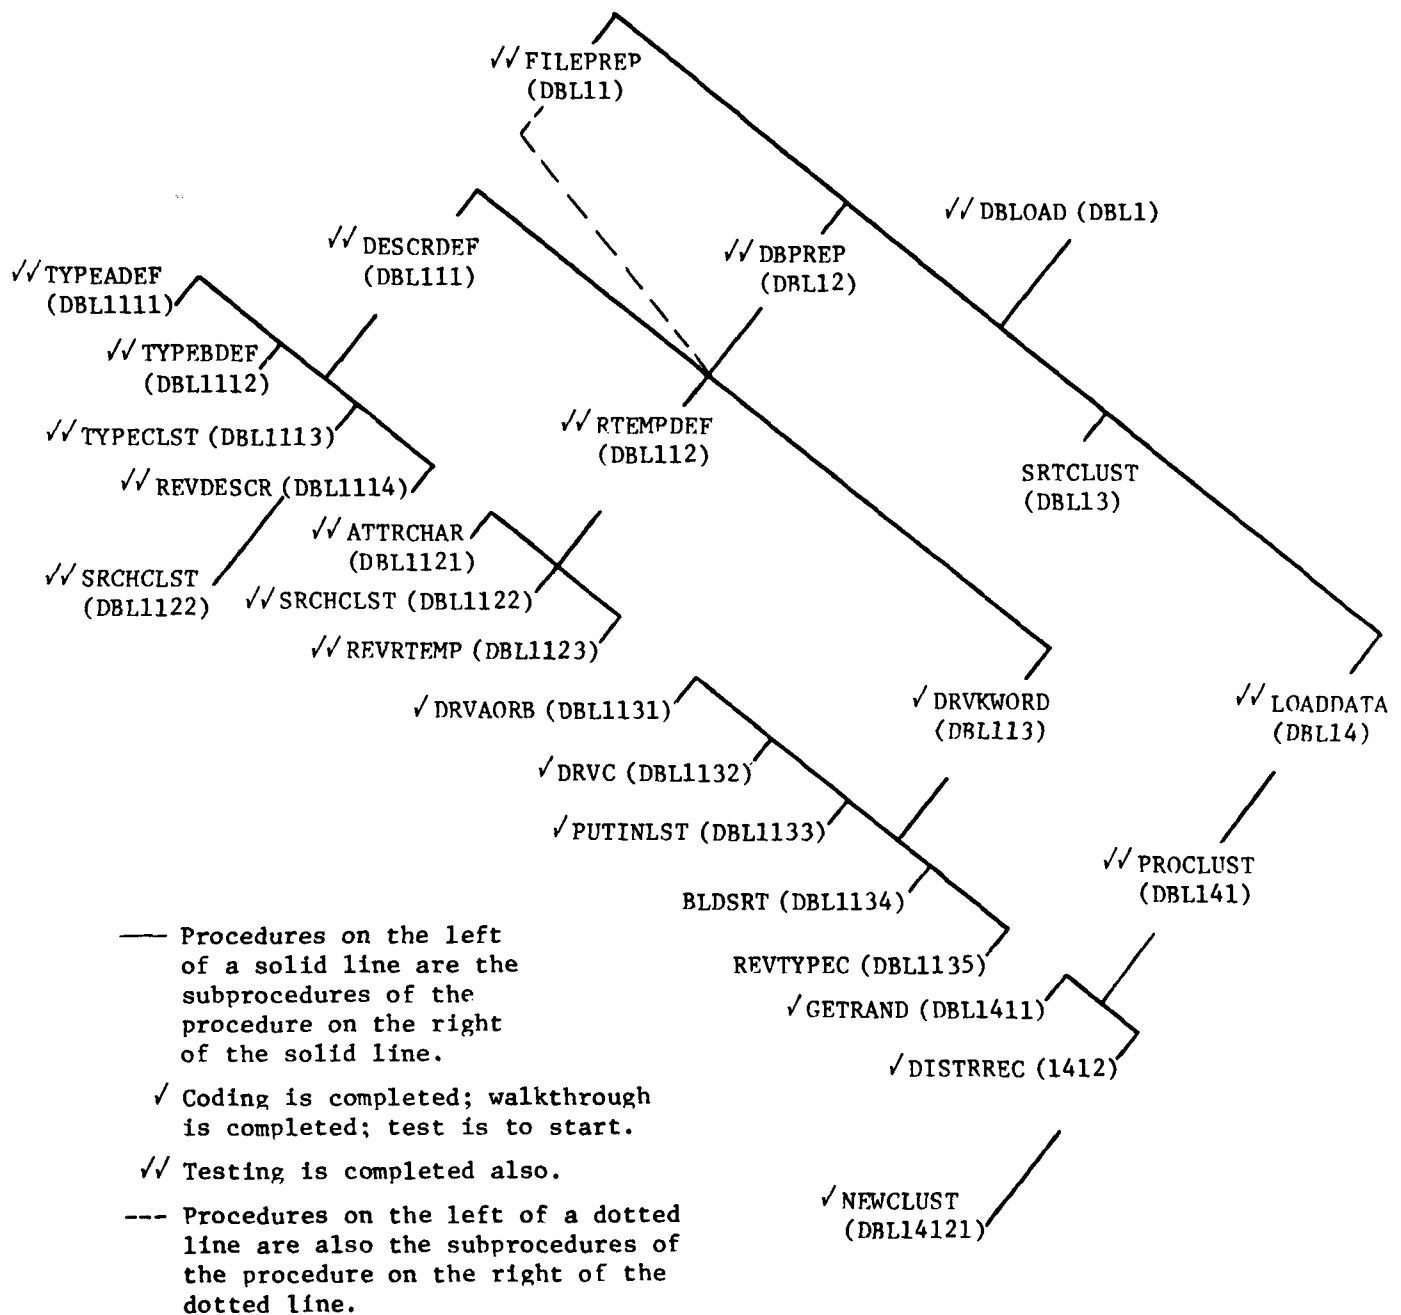 ✓✓ FILEPREP
(DBL11)
✓✓ DBLOAD (DBL1)
✓✓ DESCRDEF
(DBL111)
✓✓ DBPREP
(DBL12)
✓✓ TYPEADEF
(DBL1111)
✓✓ TYPEBDEF
(DBL1112)
✓✓ TYPECLST (DBL1113)
✓✓ RTEMPDEF
(DBL112)
✓✓ REVDESCR (DBL1114)
SRTCLUST
(DBL13)
✓✓ ATTRCHAR
(DBL1121)
✓✓ SRCHCLST
(DBL1122)
✓✓ SRCHCLST (DBL1122)
✓✓ REVRTEMP (DBL1123)
✓ DRVAORB (DBL1131)
✓ DRVKWORD
(DBL113)
✓✓ LOADDATA
(DBL14)
✓ DRVC (DBL1132)
✓ PUTINLST (DBL1133)
✓✓ PROCLUST
(DBL141)
BLDSRT (DBL1134)
REVTYPEC (DBL1135)
✓ GETRAND (DBL1411)
✓ DISTRREC (1412)
✓ NEWCLUST
(DBL14121)
—— Procedures on the left
of a solid line are the
subprocedures of the
procedure on the right
of the solid line.
✓ Coding is completed; walkthrough
is completed; test is to start.
✓✓ Testing is completed also.
--- Procedures on the left of a dotted
line are also the subprocedures of
the procedure on the right of the
dotted line.